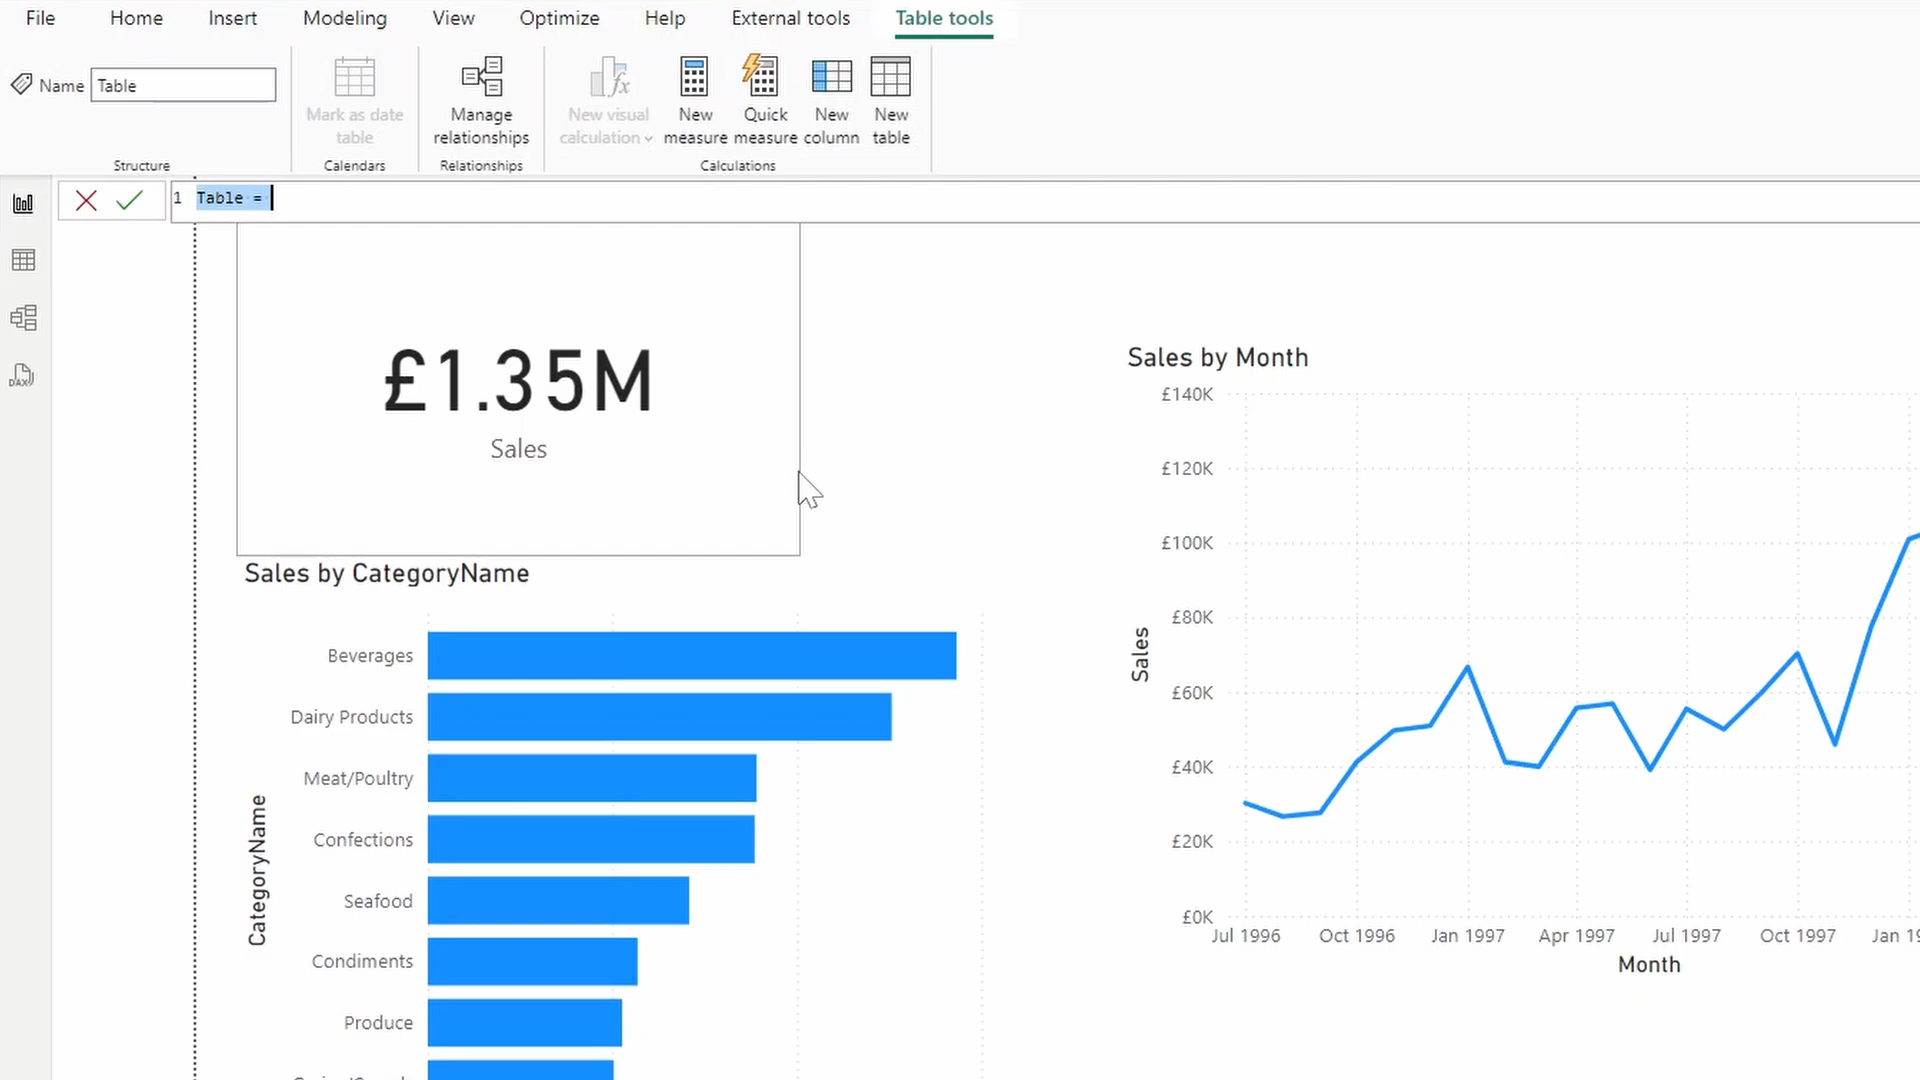 File Home Insert Modeling View Optimize Help External tools Table tools
Name Table
Mark as date table
Manage relationships
New visual calculation
New measure
Quick measure
New column
New table
Structure Calendars Relationships Calculations
1 Table =
DAX
£1.35M
Sales
Sales by Month
£140K
£120K
£100K
£80K
£60K
£40K
£20K
£0K
Sales
Jul 1996 Oct 1996 Jan 1997 Apr 1997 Jul 1997 Oct 1997 Jan
Month
Sales by CategoryName
CategoryName
Beverages
Dairy Products
Meat/Poultry
Confections
Seafood
Condiments
Produce